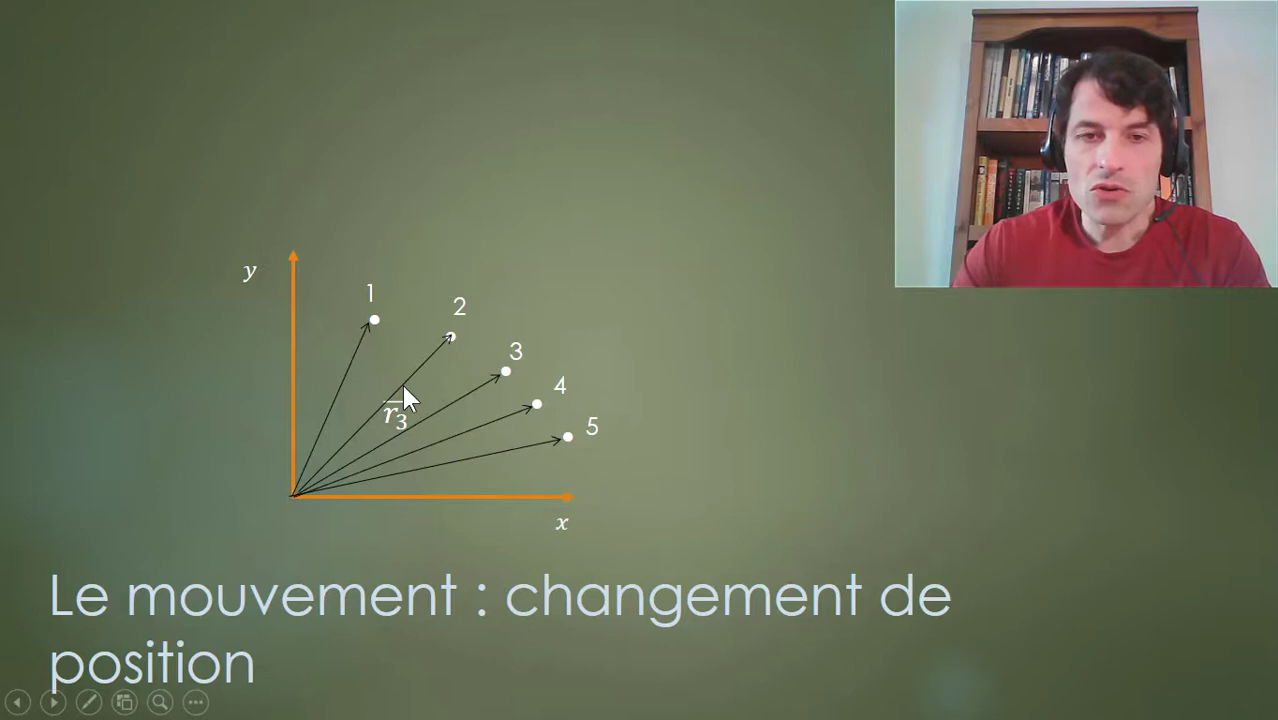 y
1
2
3
4
5
r₃
x
Le mouvement : changement de
position